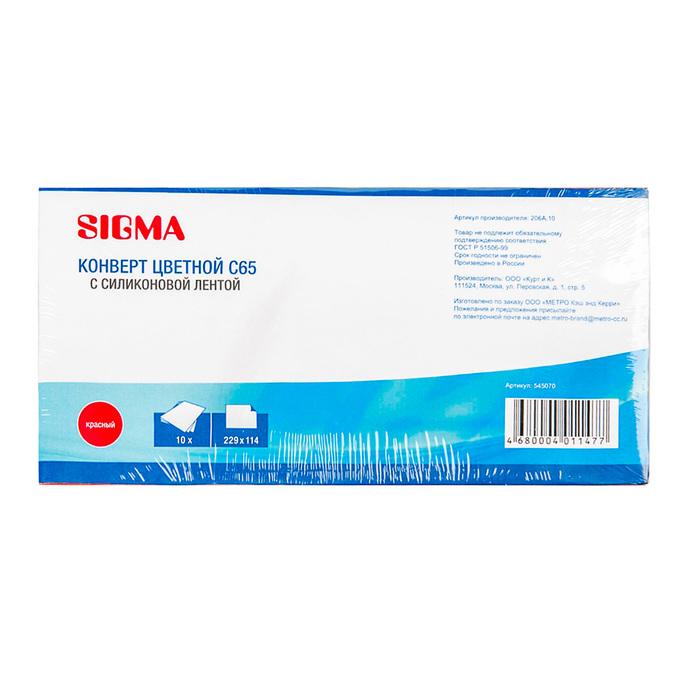 SIGMA
КОНВЕРТ ЦВЕТНОЙ С65
С СИЛИКОНОВОЙ ЛЕНТОЙ
Артикул производителя: 206A.10
Товар не подлежит обязательному
подтверждению соответствия
ГОСТ Р 51506-99
Срок годности не ограничен
Произведено в России
Производитель: ООО «Курт и К»
111524, Москва, ул. Перовская, д. 1, стр. 5
Изготовлено по заказу ООО «МЕТРО Кэш энд Керри»
Пожелания и предложения присылайте
по электронной почте на адрес metro-brand@metro-cc.ru
Артикул: 545070
красный
10 x
229 x 114
4 680004 011477